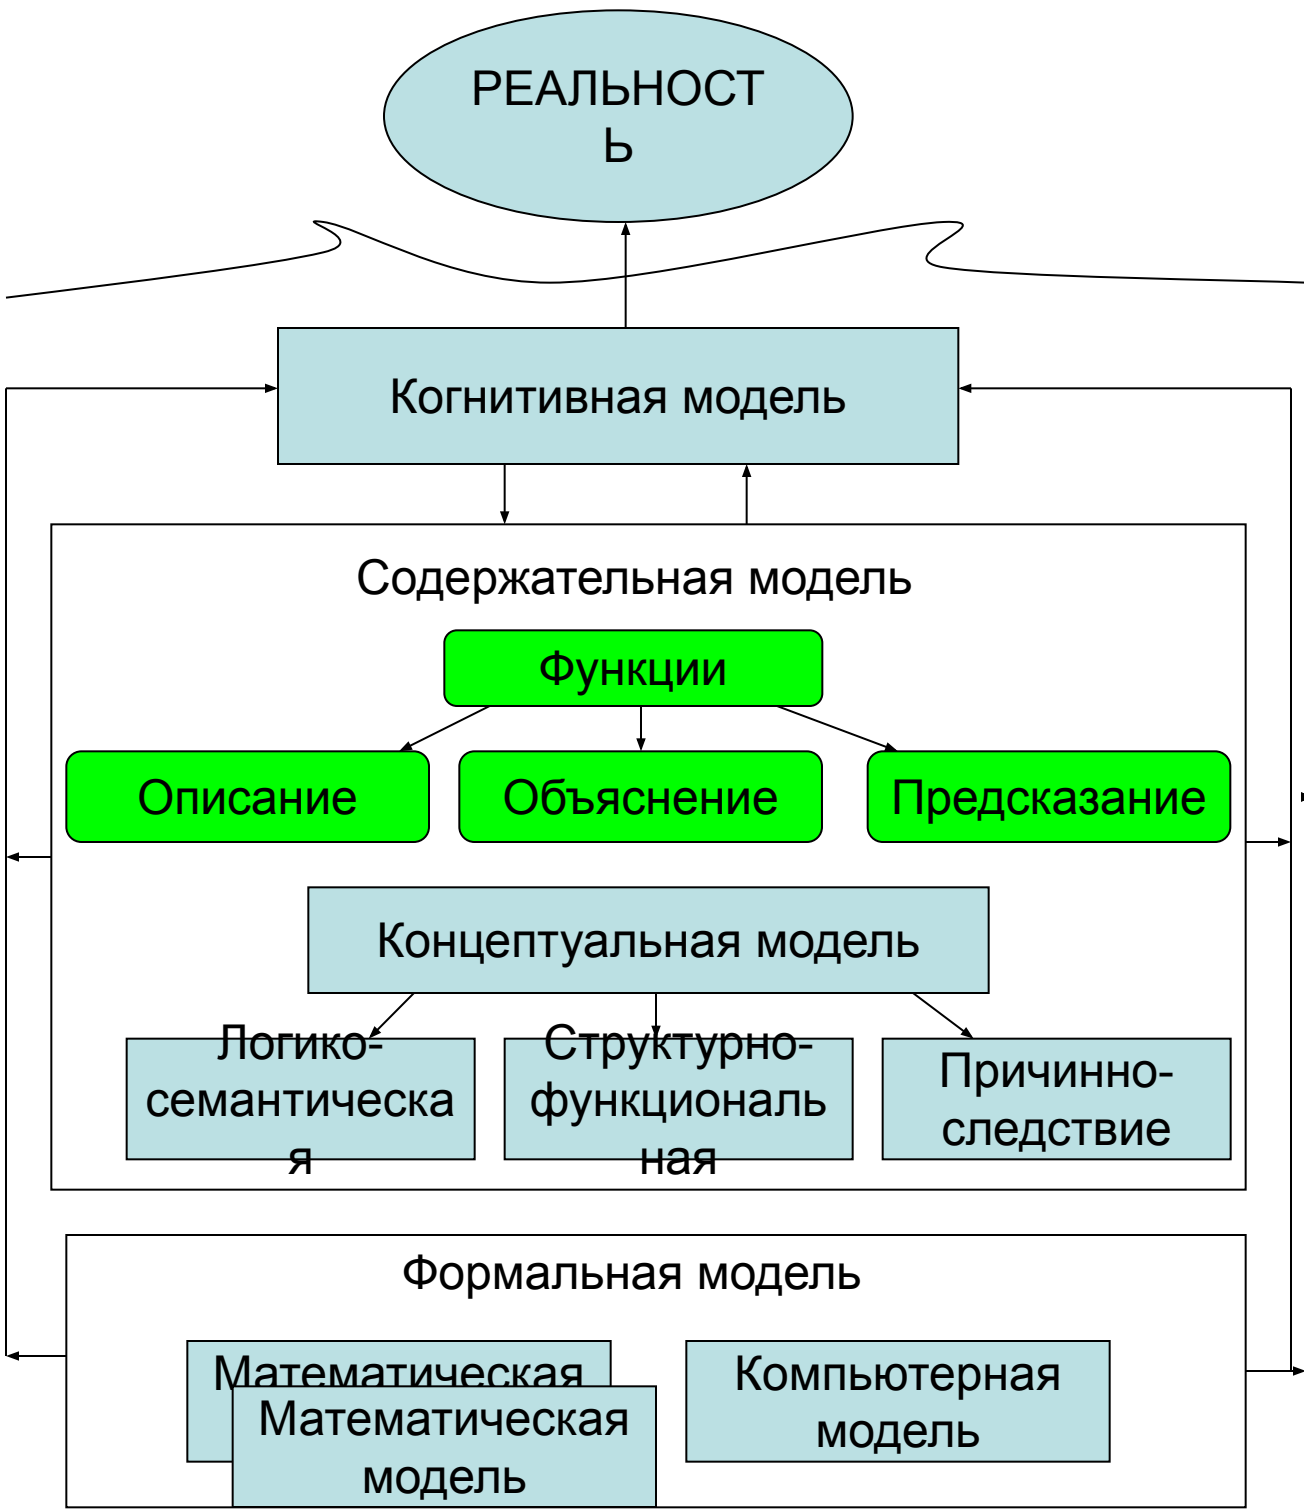 РЕАЛЬНОСТ
Ь
Когнитивная модель
Содержательная модель
Функции
Описание
Объяснение
Предсказание
Концептуальная модель
Логико-
семантическа
я
Структурно-
функциональ
ная
Причинно-
следствие
Формальная модель
Математическая
Математическая
модель
Компьютерная
модель